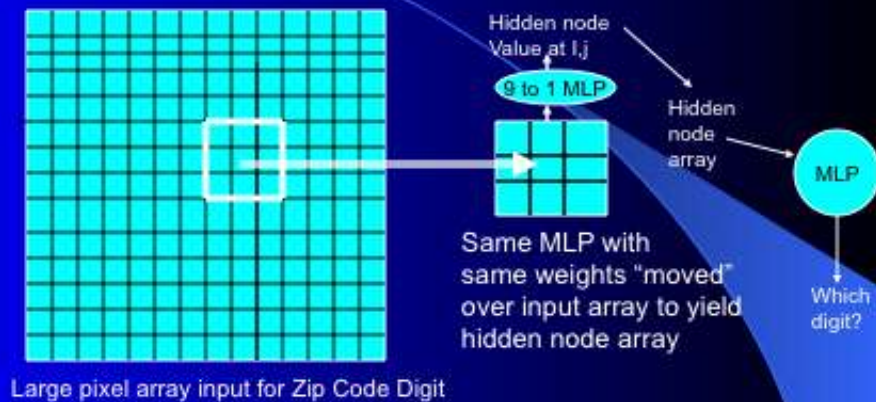 Hidden node
Value at I,j
9 to 1 MLP
Hidden
node
array
MLP
Same MLP with
same weights “moved”
over input array to yield
hidden node array
Which
digit?
Large pixel array input for Zip Code Digit